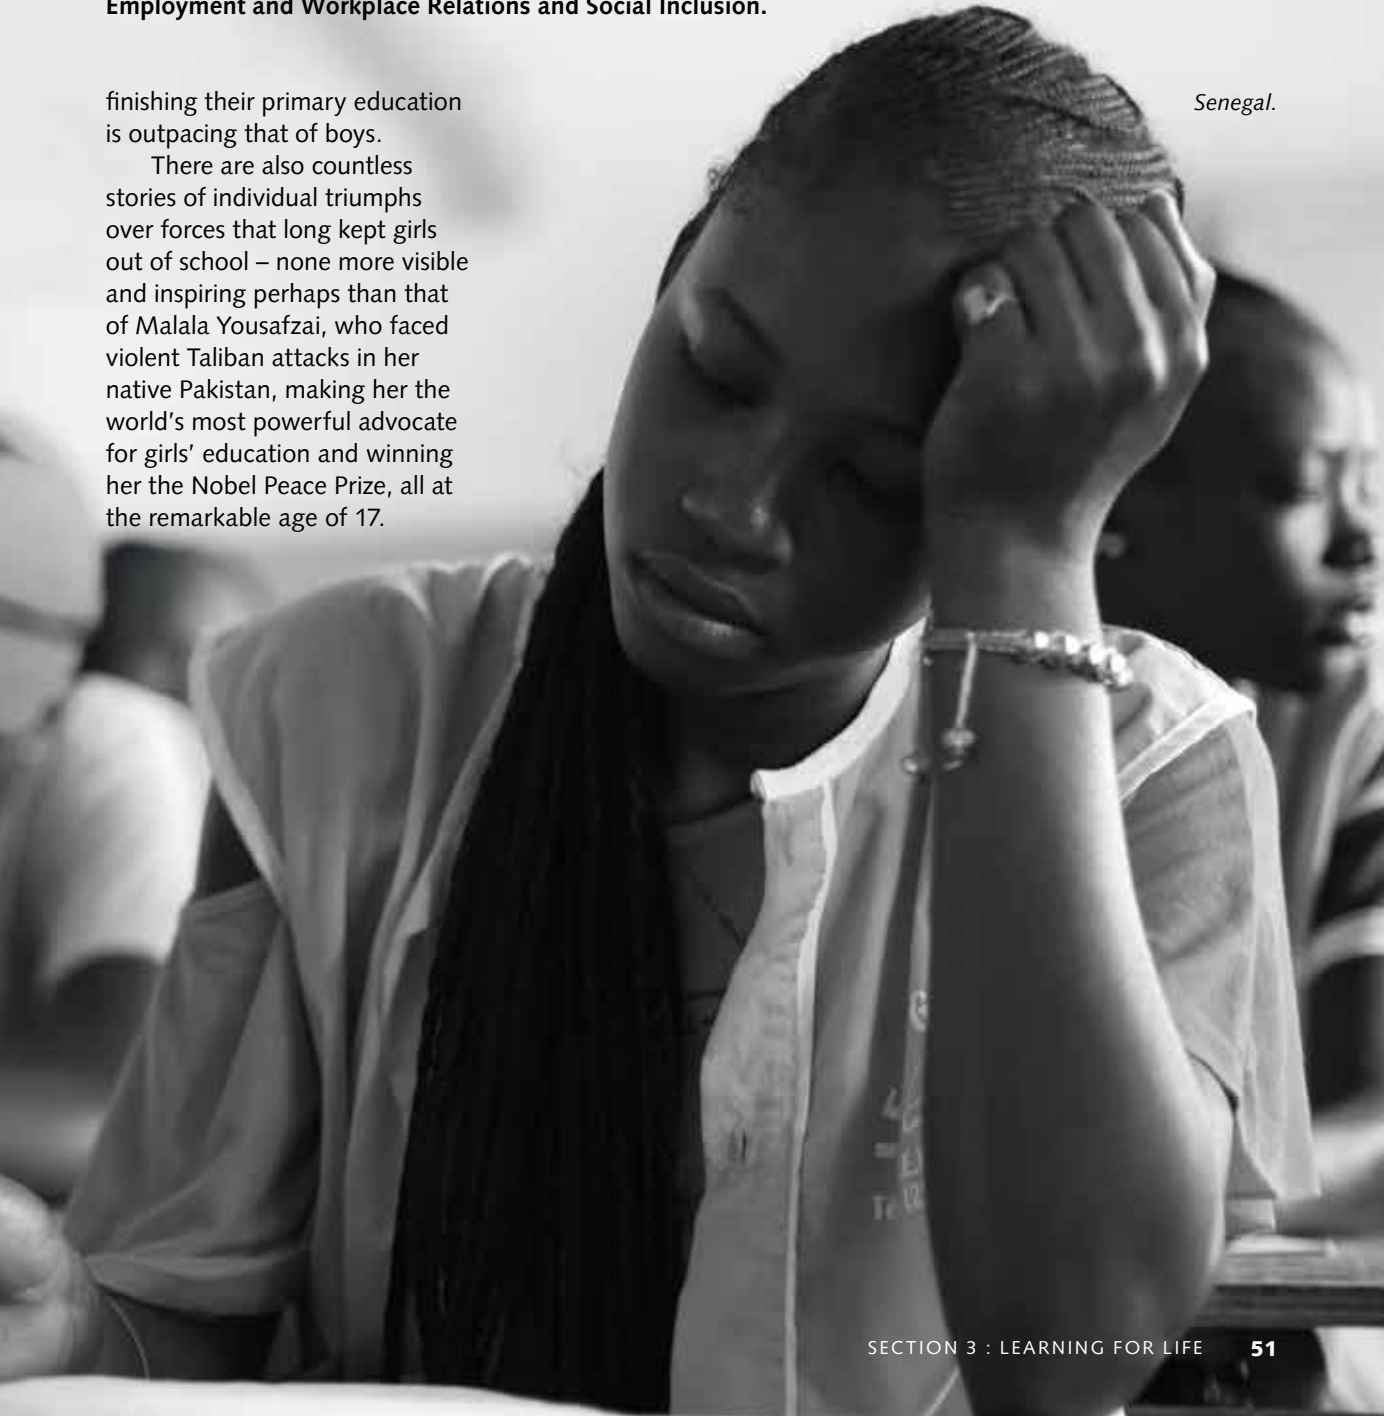 Employment and Workplace Relations and Social Inclusion.
finishing their primary education
is outpacing that of boys.
There are also countless
stories of individual triumphs
over forces that long kept girls
out of school – none more visible
and inspiring perhaps than that
of Malala Yousafzai, who faced
violent Taliban attacks in her
native Pakistan, making her the
world's most powerful advocate
for girls' education and winning
her the Nobel Peace Prize, all at
the remarkable age of 17.
Senegal.
SECTION 3 : LEARNING FOR LIFE 51